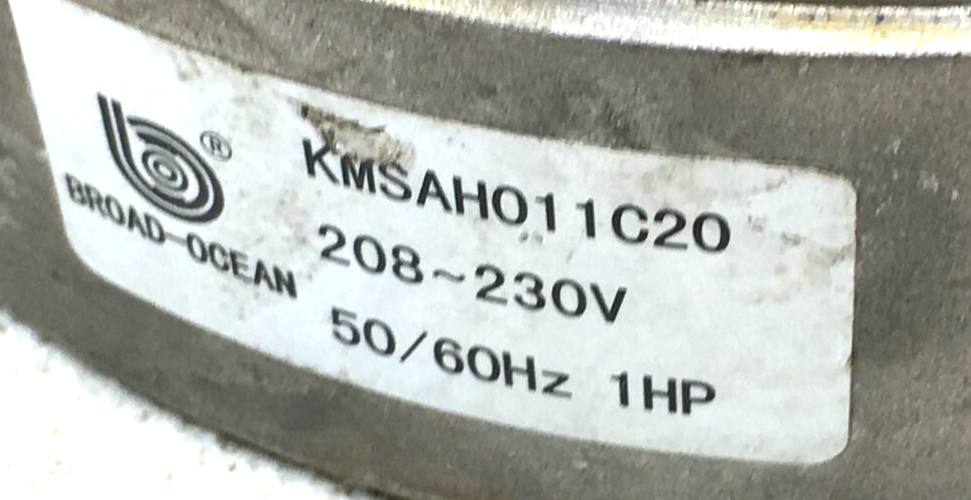 ®
KMSAH011C20
BROAD-OCEAN
208~230V
50/60Hz 1HP